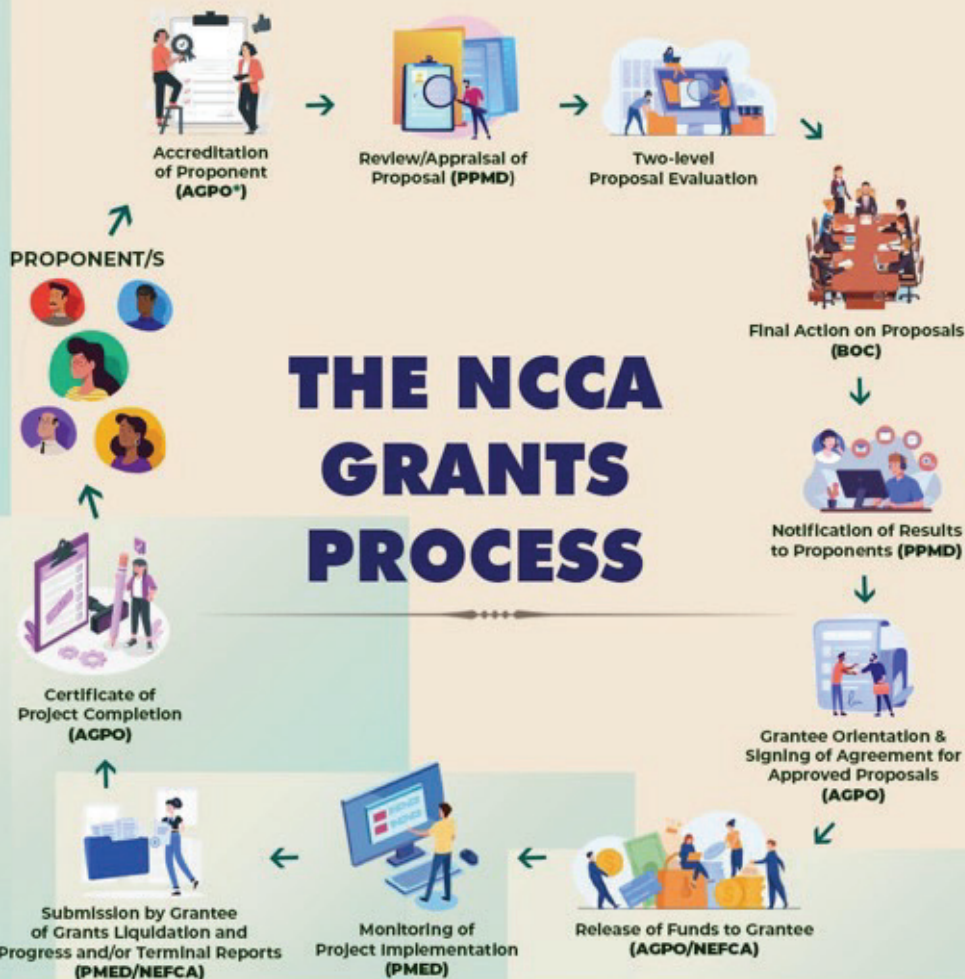 Accreditation
of Proponent
(AGPO*)
Review/Appraisal of
Proposal (PPMD)
Two-level
Proposal Evaluation
Final Action on Proposals
(BOC)
Notification of Results
to Proponents (PPMD)
Grantee Orientation &
Signing of Agreement for
Approved Proposals
(AGPO)
Release of Funds to Grantee
(AGPO/NEFCA)
Monitoring of
Project Implementation
(PMED)
Submission by Grantee
of Grants Liquidation and
Progress and/or Terminal Reports
(PMED/NEFCA)
Certificate of
Project Completion
(AGPO)
PROPONENT/S
THE NCCA
GRANTS
PROCESS